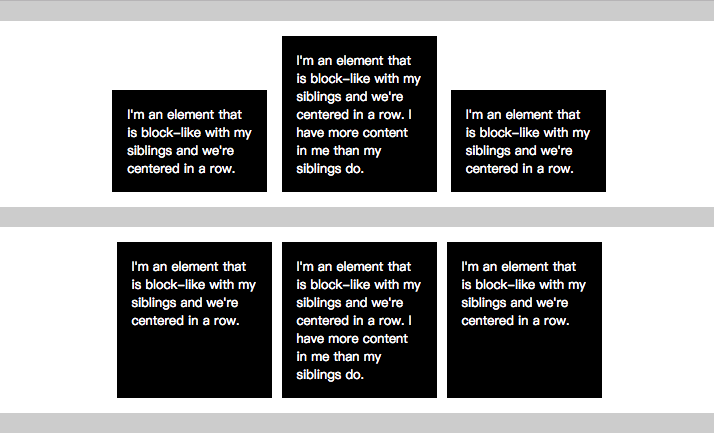 I'm an element that
is block-like with my
siblings and we're
centered in a row.
I'm an element that
is block-like with my
siblings and we're
centered in a row. I
have more content
in me than my
siblings do.
I'm an element that
is block-like with my
siblings and we're
centered in a row.
I'm an element that
is block-like with my
siblings and we're
centered in a row.
I'm an element that
is block-like with my
siblings and we're
centered in a row. I
have more content
in me than my
siblings do.
I'm an element that
is block-like with my
siblings and we're
centered in a row.